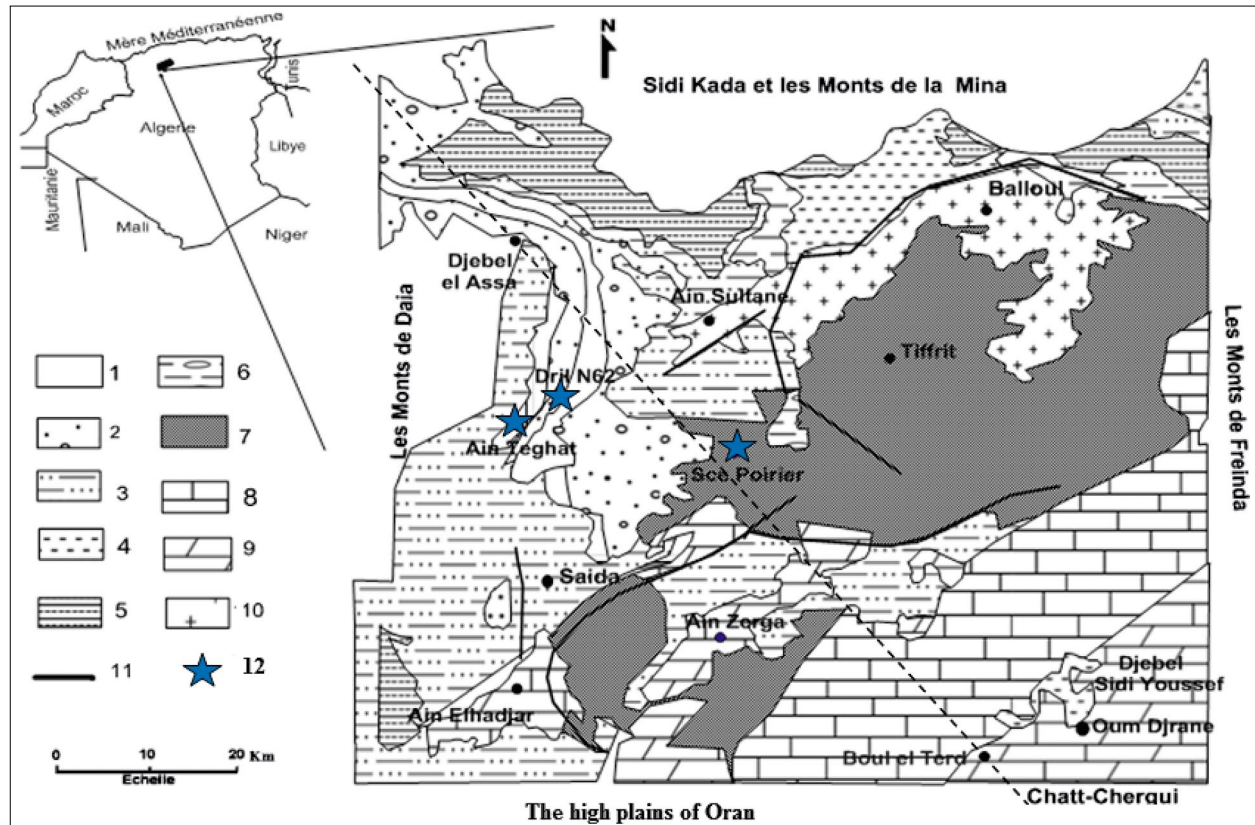 Mère Méditerranéenne
Maroc
Algerie
Tunis
Libye
Mauritanie
Mali
Niger
N
Sidi Kada et les Monts de la Mina
Balloul
Djebel
el Assa
Ain Sultane
Les Monts de Daia
Tiffrit
Dril N62
Ain Teghat
Scè Poirier
Les Monts de Freinda
Saida
Ain Zorga
Djebel
Sidi Youssef
Ain Elhadjar
Oum Djrane
Boul el Terd
Chatt-Cherqui
1
2
3
4
5
11
6
7
8
9
10
12
0 10 20 Km
Echelle
The high plains of Oran